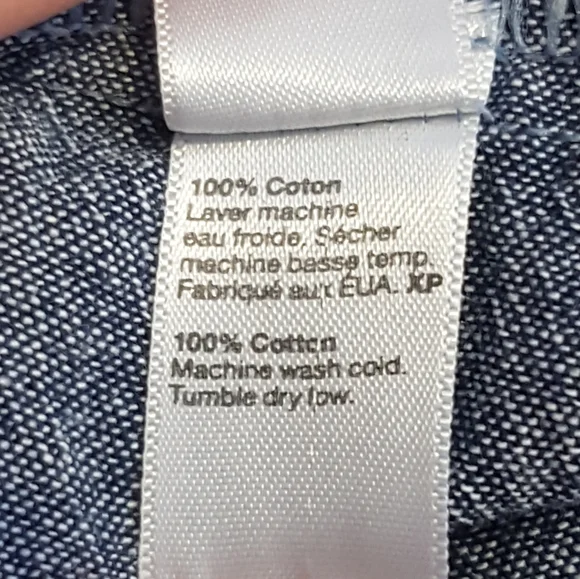 100% Coton
Laver machine
eau froide. Sécher
machine basse temp.
Fabriqué aux ÉUA. XP
100% Cotton
Machine wash cold.
Tumble dry low.